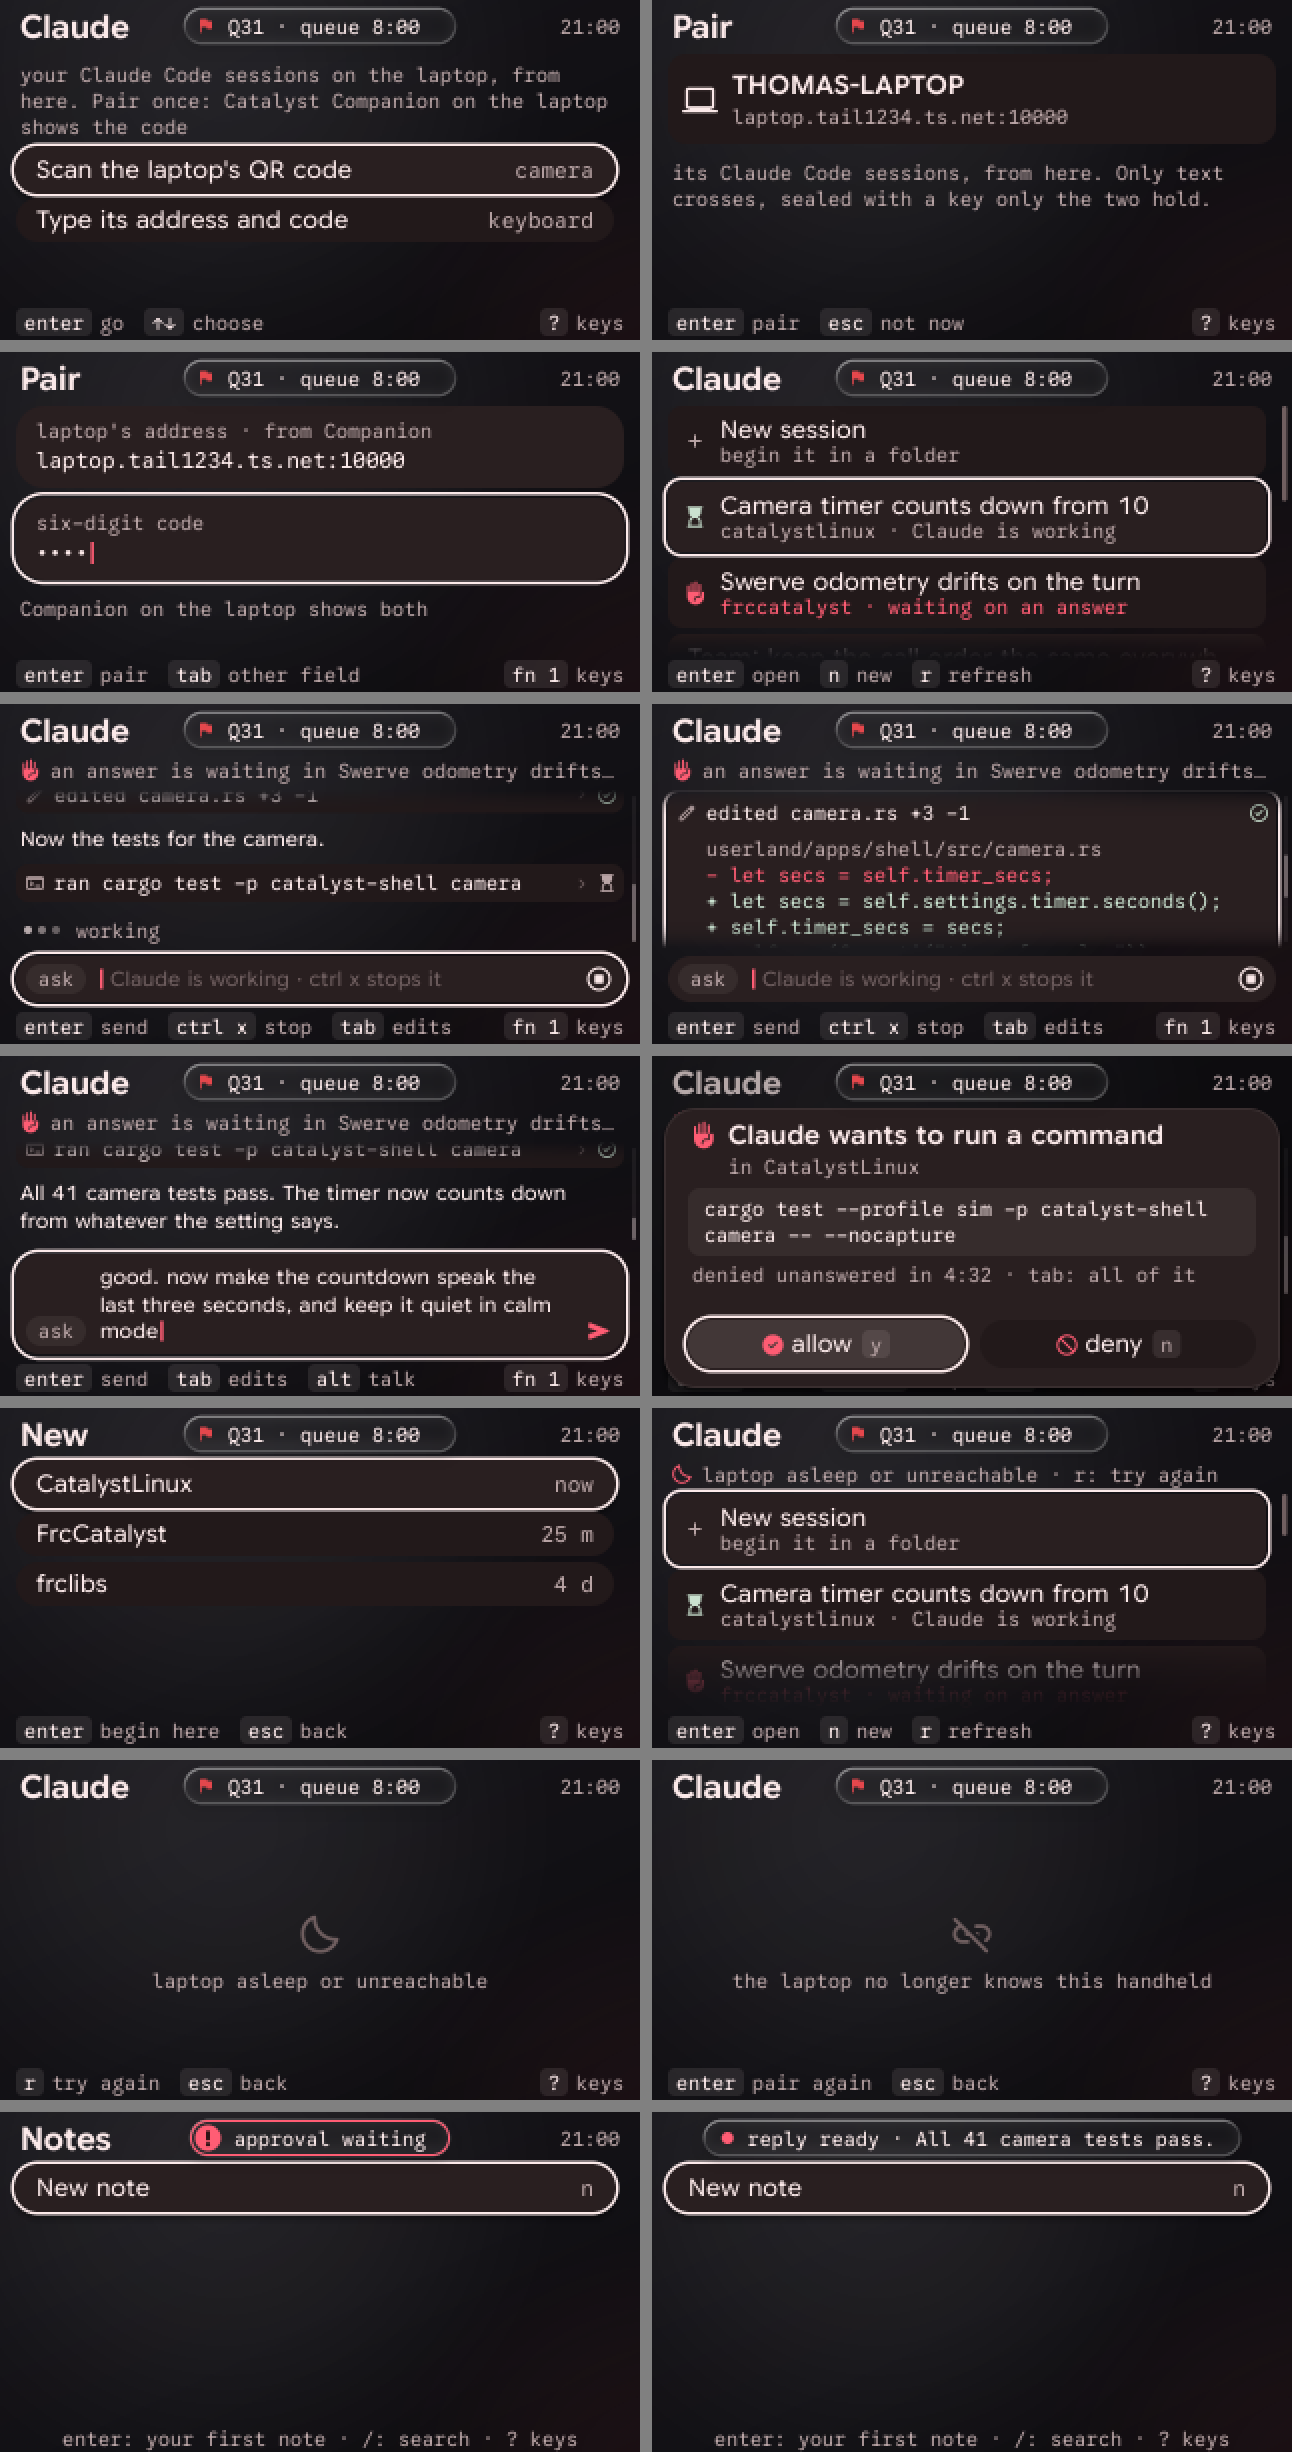 Claude
Q31 · queue 8:00
21:00
your Claude Code sessions on the laptop, from
here. Pair once: Catalyst Companion on the laptop
shows the code
Scan the laptop's QR code camera
Type its address and code keyboard
enter go ↑↓ choose ? keys
Pair
Q31 · queue 8:00
21:00
THOMAS-LAPTOP
laptop.tail1234.ts.net:10000
its Claude Code sessions, from here. Only text
crosses, sealed with a key only the two hold.
enter pair esc not now ? keys
Pair
Q31 · queue 8:00
21:00
laptop's address · from Companion
laptop.tail1234.ts.net:10000
six-digit code
••••
Companion on the laptop shows both
enter pair tab other field fn 1 keys
Claude
Q31 · queue 8:00
21:00
+ New session
begin it in a folder
Camera timer counts down from 10
catalystlinux · Claude is working
Swerve odometry drifts on the turn
frccatalyst · waiting on an answer
Team: keep the call order the same everywh
enter open n new r refresh ? keys
Claude
Q31 · queue 8:00
21:00
an answer is waiting in Swerve odometry drifts…
edited camera.rs +3 -1
Now the tests for the camera.
ran cargo test -p catalyst-shell camera
working
ask Claude is working · ctrl x stops it
enter send ctrl x stop tab edits fn 1 keys
Claude
Q31 · queue 8:00
21:00
an answer is waiting in Swerve odometry drifts…
edited camera.rs +3 -1
userland/apps/shell/src/camera.rs
- let secs = self.timer_secs;
+ let secs = self.settings.timer.seconds();
+ self.timer_secs = secs;
ask Claude is working · ctrl x stops it
enter send ctrl x stop tab edits fn 1 keys
Claude
Q31 · queue 8:00
21:00
an answer is waiting in Swerve odometry drifts…
ran cargo test -p catalyst-shell camera
All 41 camera tests pass. The timer now counts down
from whatever the setting says.
good. now make the countdown speak the
last three seconds, and keep it quiet in calm
ask mode
enter send tab edits alt talk fn 1 keys
Claude
Q31 · queue 8:00
21:00
Claude wants to run a command
in CatalystLinux
cargo test --profile sim -p catalyst-shell
camera -- --nocapture
denied unanswered in 4:32 · tab: all of it
allow y deny n
New
Q31 · queue 8:00
21:00
CatalystLinux now
FrcCatalyst 25 m
frclibs 4 d
enter begin here esc back ? keys
Claude
Q31 · queue 8:00
21:00
laptop asleep or unreachable · r: try again
+ New session
begin it in a folder
Camera timer counts down from 10
catalystlinux · Claude is working
Swerve odometry drifts on the turn
frccatalyst · waiting on an answer
enter open n new r refresh ? keys
Claude
Q31 · queue 8:00
21:00
laptop asleep or unreachable
r try again esc back ? keys
Claude
Q31 · queue 8:00
21:00
the laptop no longer knows this handheld
enter pair again esc back ? keys
Notes
approval waiting
21:00
New note n
enter: your first note · /: search · ? keys
reply ready · All 41 camera tests pass.
New note n
enter: your first note · /: search · ? keys